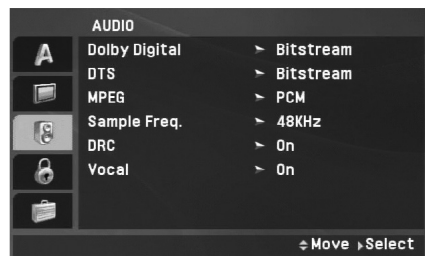 AUDIO
A
Dolby Digital ➤ Bitstream
DTS ➤ Bitstream
MPEG ➤ PCM
Sample Freq. ➤ 48KHz
DRC ➤ On
Vocal ➤ On
Move Select